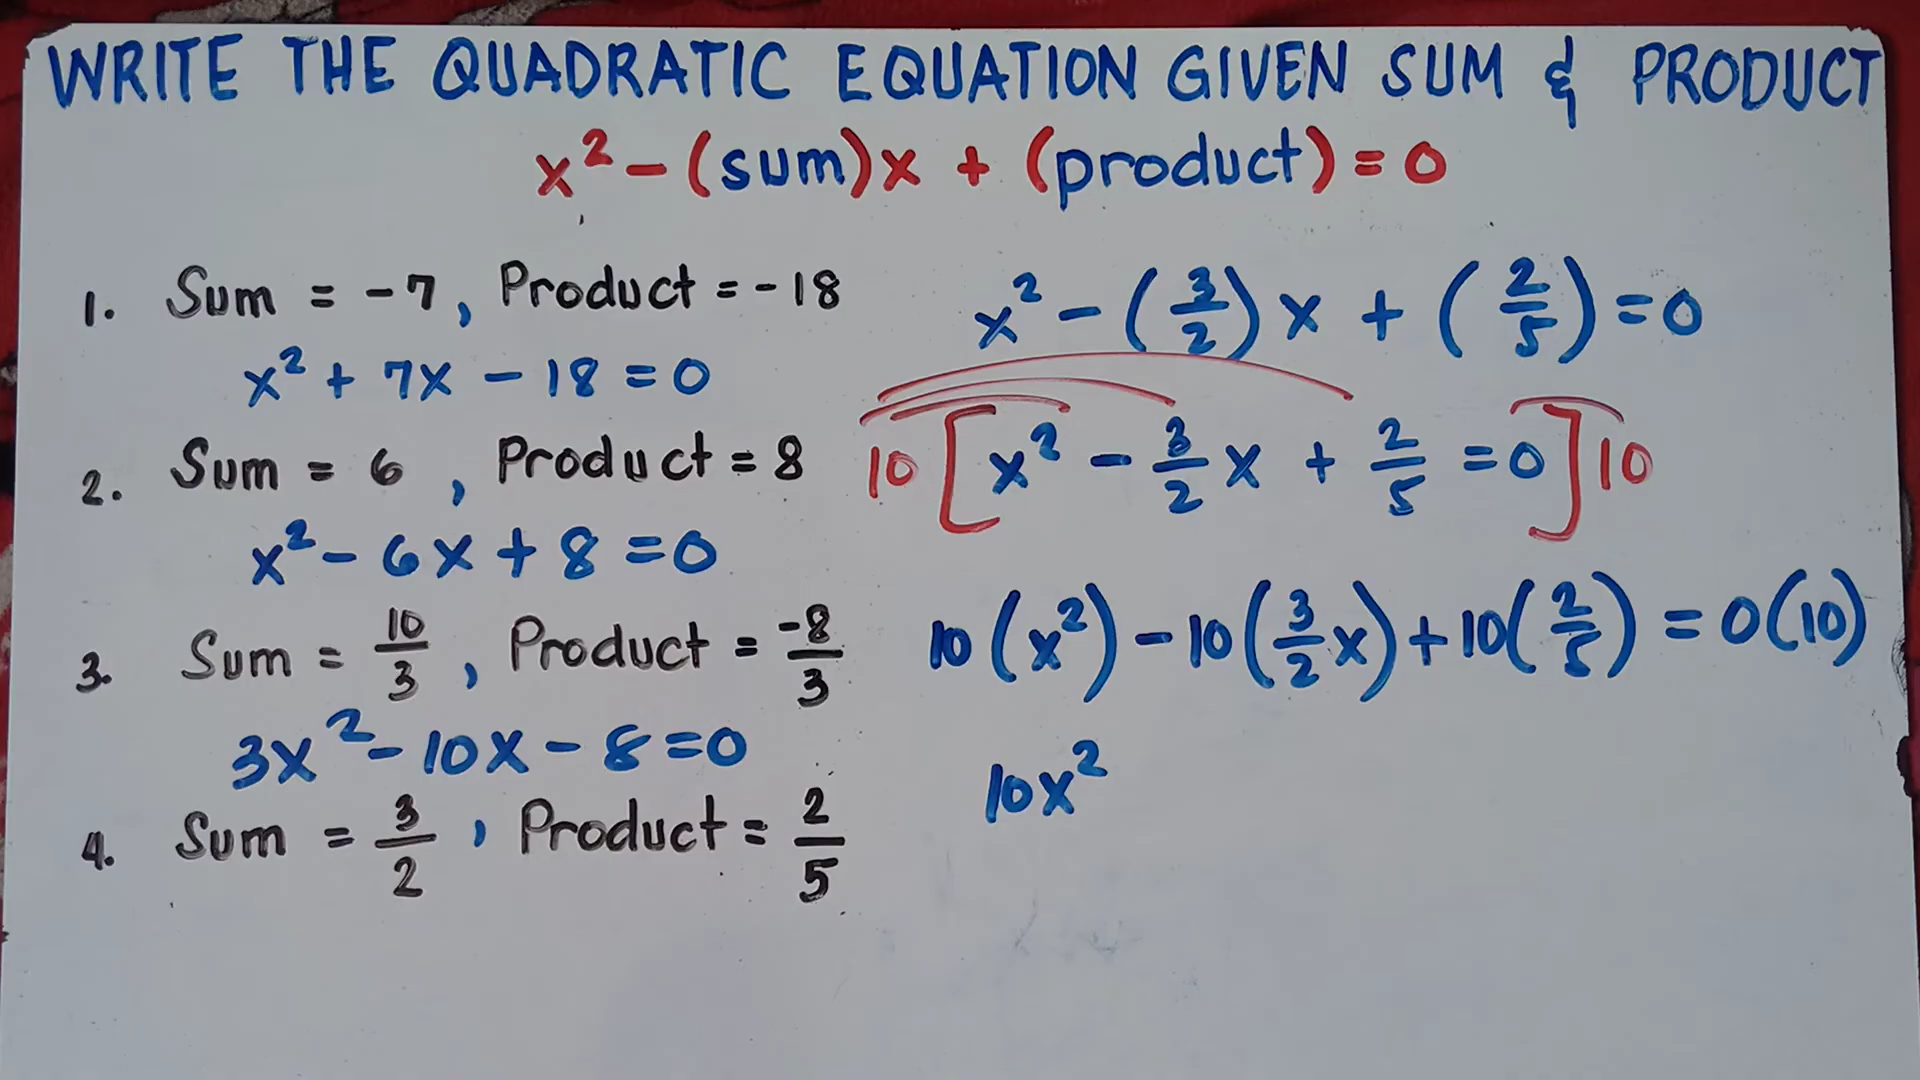 WRITE THE QUADRATIC EQUATION GIVEN SUM & PRODUCT
x² - (sum)x + (product) = 0
1. Sum = -7, Product = -18
x² + 7x - 18 = 0
2. Sum = 6, Product = 8
x² - 6x + 8 = 0
3. Sum = 10/3, Product = -8/3
3x² - 10x - 8 = 0
4. Sum = 3/2, Product = 2/5
x² - (3/2)x + (2/5) = 0
10[x² - 3/2x + 2/5 = 0]10
10(x²) - 10(3/2x) + 10(2/5) = 0(10)
10x²